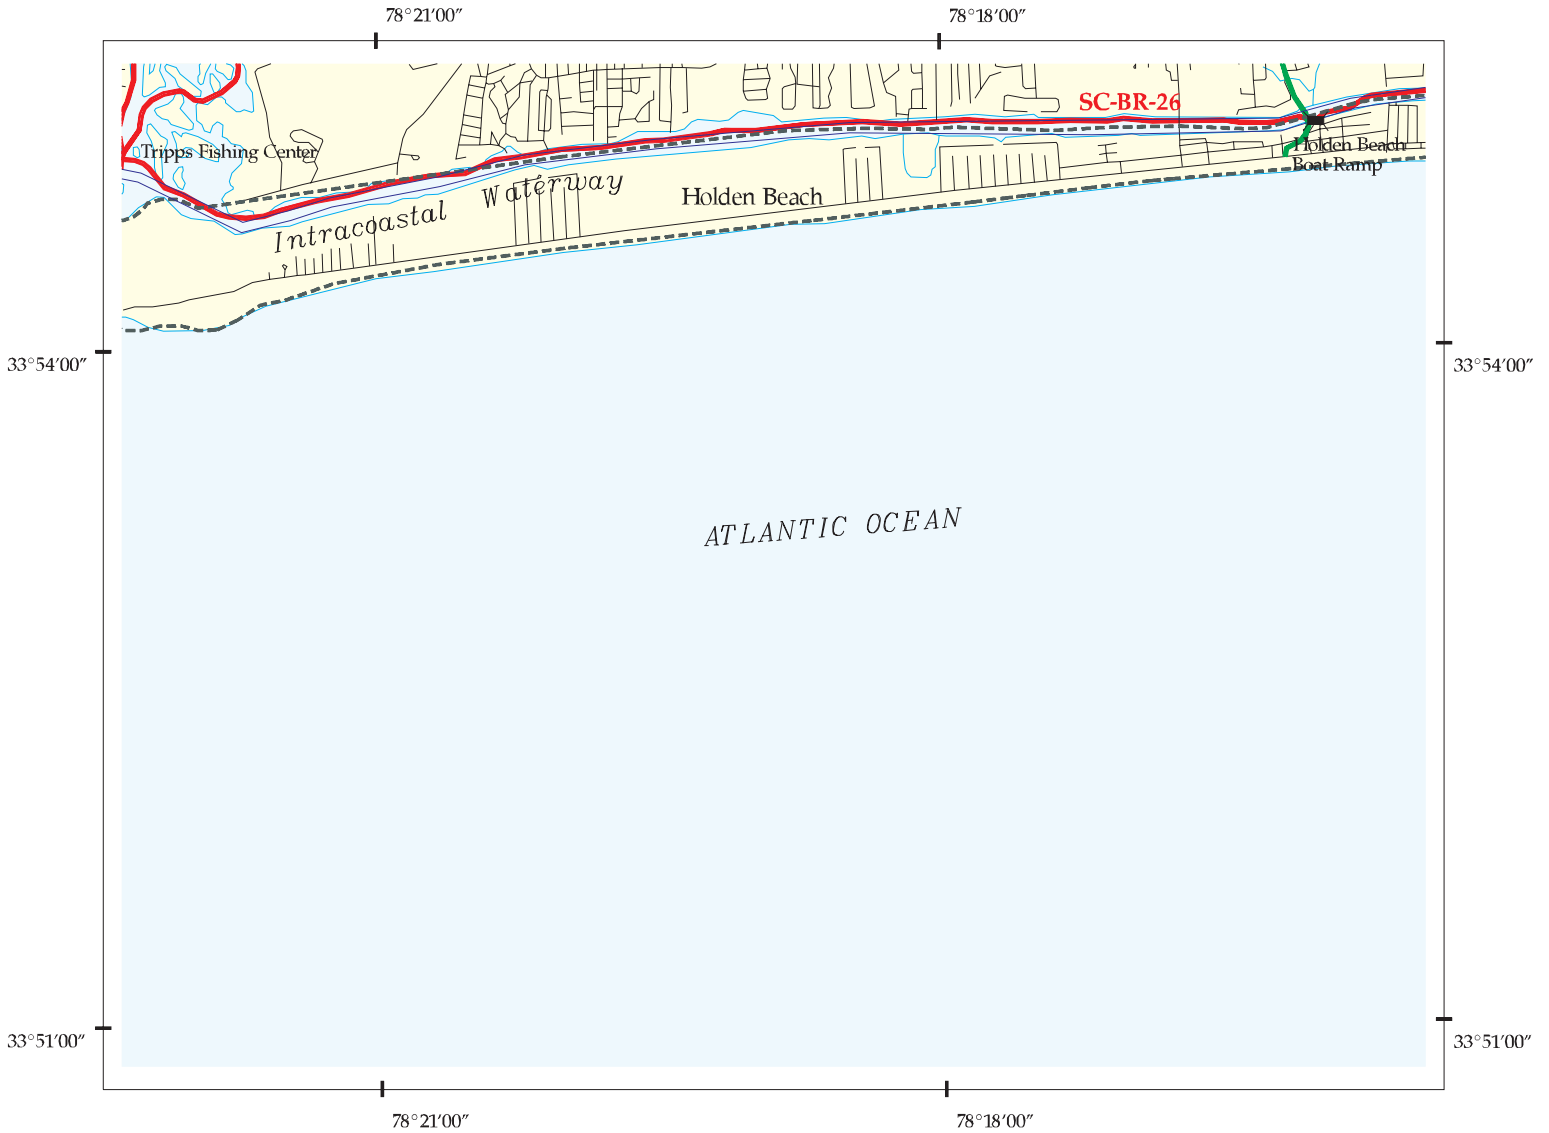 78°21'00"
78°18'00"
SC-BR-26
Tripps Fishing Center
Holden Beach
Boat Ramp
Intracoastal Waterway
Holden Beach
33°54'00"
33°54'00"
ATLANTIC OCEAN
33°51'00"
33°51'00"
78°21'00"
78°18'00"